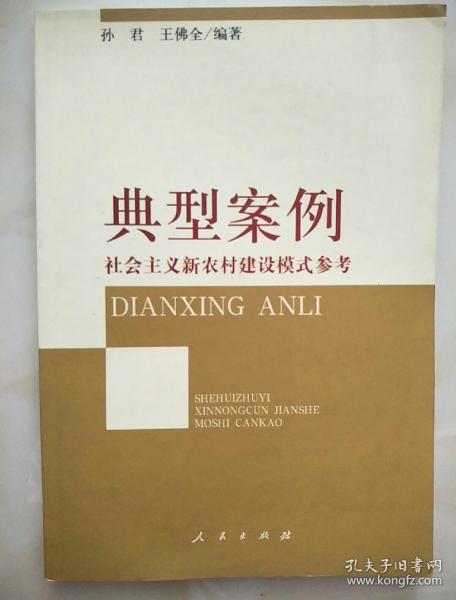 孙 君 王佛全/编著
典型案例
社会主义新农村建设模式参考
DIANXING ANLI
SHEHUIZHUYI
XINNONGCUN JIANSHE
MOSHI CANKAO
人民出版社
孔夫子旧书网
www.kongfz.com